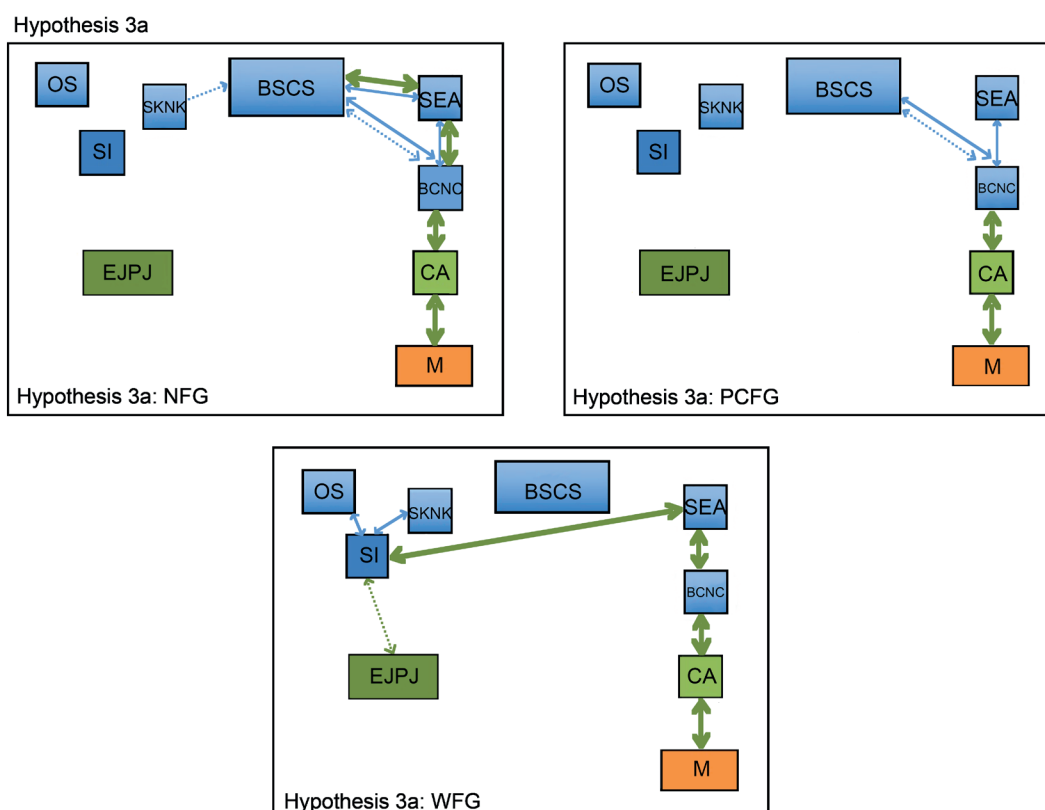 Hypothesis 3a
OS
SKNK
BSCS
SEA
SI
BCNC
EJPJ
CA
M
Hypothesis 3a: NFG
OS
SKNK
BSCS
SEA
SI
BCNC
EJPJ
CA
M
Hypothesis 3a: PCFG
OS
SKNK
BSCS
SEA
SI
BCNC
EJPJ
CA
M
Hypothesis 3a: WFG